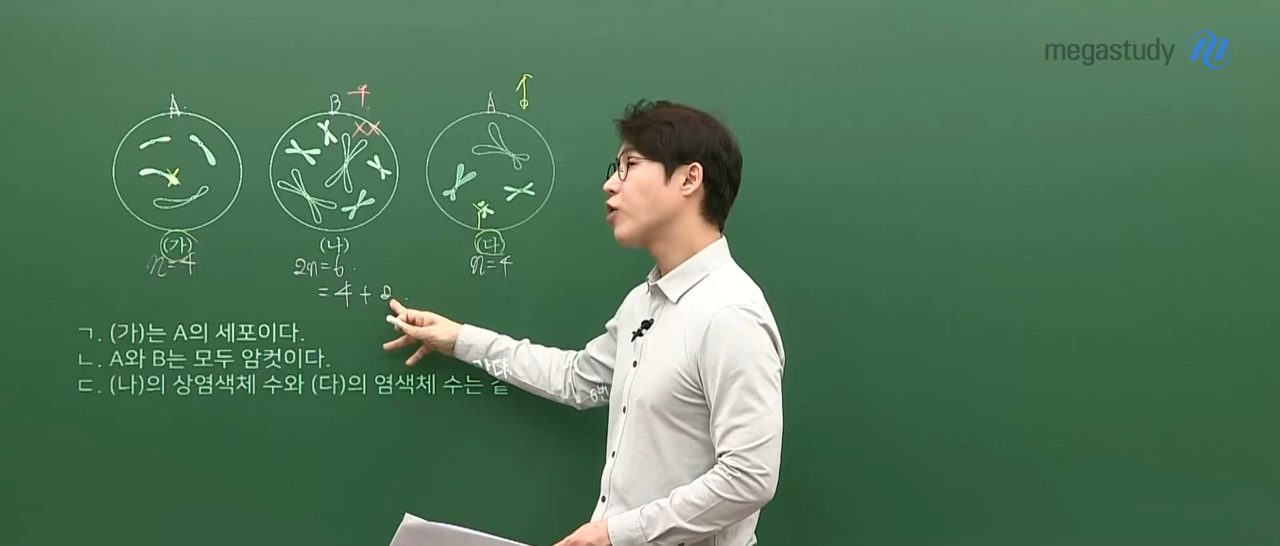 megastudy
A B A
XX
(가) (나) (다)
n=4 2n=6 n=4
=4+2
ㄱ. (가)는 A의 세포이다.
ㄴ. A와 B는 모두 암컷이다.
ㄷ. (나)의 상염색체 수와 (다)의 염색체 수는 같다.